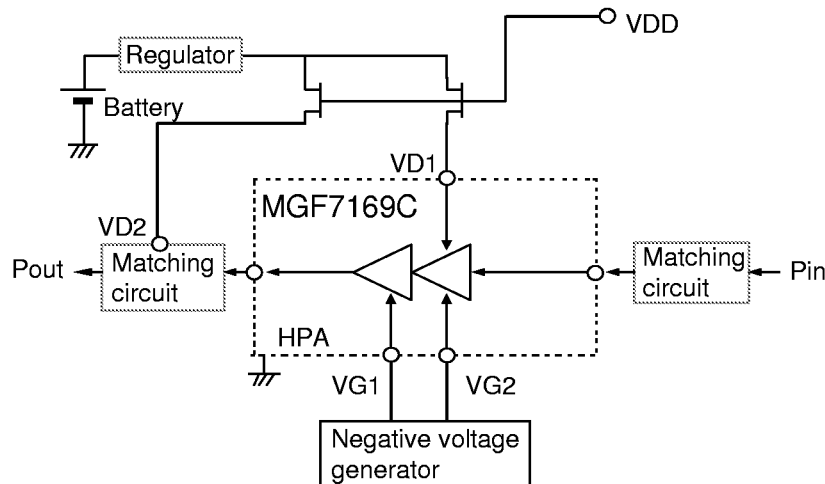 VDD
Regulator
Battery
VD1
MGF7169C
VD2
Pout
Matching
circuit
Matching
circuit
Pin
HPA
VG1
VG2
Negative voltage
generator